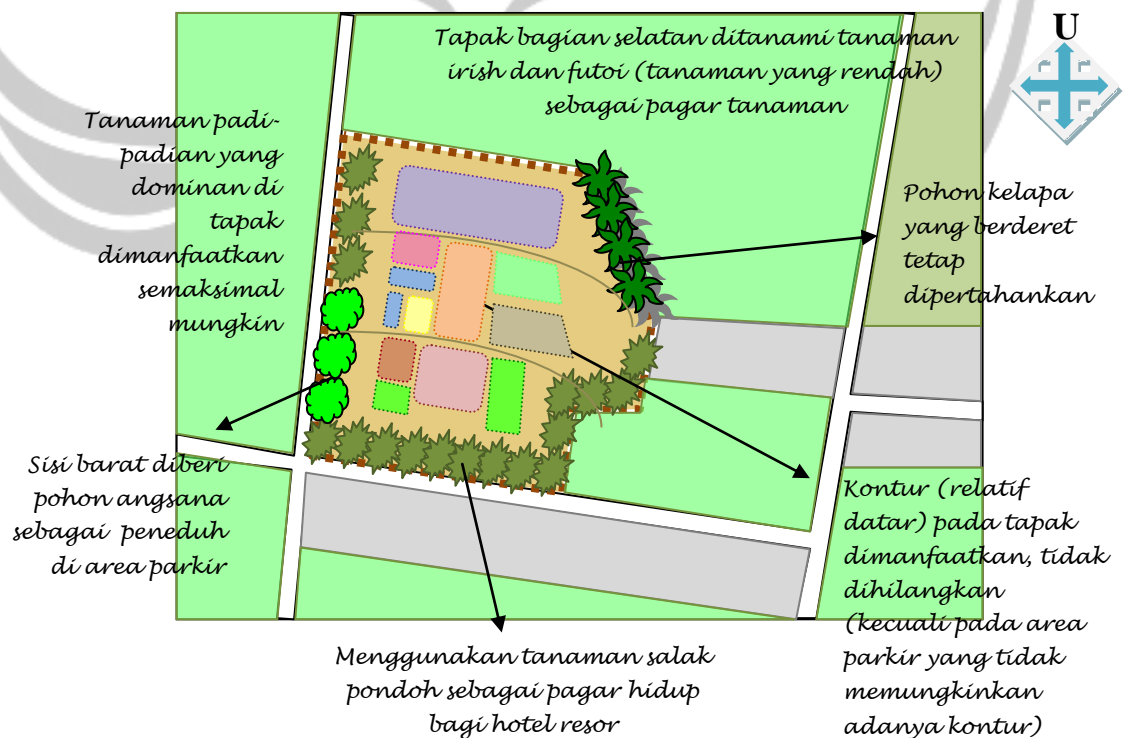 U
Tapak bagian selatan ditanami tanaman
irish dan futoi (tanaman yang rendah)
sebagai pagar tanaman
Tanaman padi-
padian yang
dominan di
tapak
dimanfaatkan
semaksimal
mungkin
Pohon kelapa
yang berderet
tetap
dipertahankan
Sisi barat diberi
pohon angsana
sebagai peneduh
di area parkir
Kontur (relatif
datar) pada tapak
dimanfaatkan, tidak
dihilangkan
(kecuali pada area
parkir yang tidak
memungkinkan
adanya kontur)
Menggunakan tanaman salak
pondoh sebagai pagar hidup
bagi hotel resor